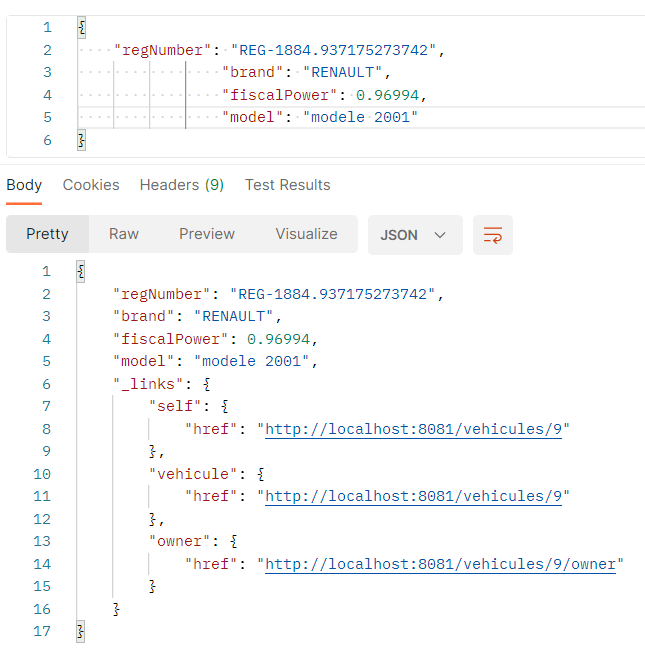 1 {
2 "regNumber": "REG-1884.937175273742",
3 "brand": "RENAULT",
4 "fiscalPower": 0.96994,
5 "model": "modele 2001"
6 }
Body Cookies Headers (9) Test Results
Pretty Raw Preview Visualize JSON
1 {
2 "regNumber": "REG-1884.937175273742",
3 "brand": "RENAULT",
4 "fiscalPower": 0.96994,
5 "model": "modele 2001",
6 "_links": {
7 "self": {
8 "href": "http://localhost:8081/vehicules/9"
9 },
10 "vehicule": {
11 "href": "http://localhost:8081/vehicules/9"
12 },
13 "owner": {
14 "href": "http://localhost:8081/vehicules/9/owner"
15 }
16 }
17 }